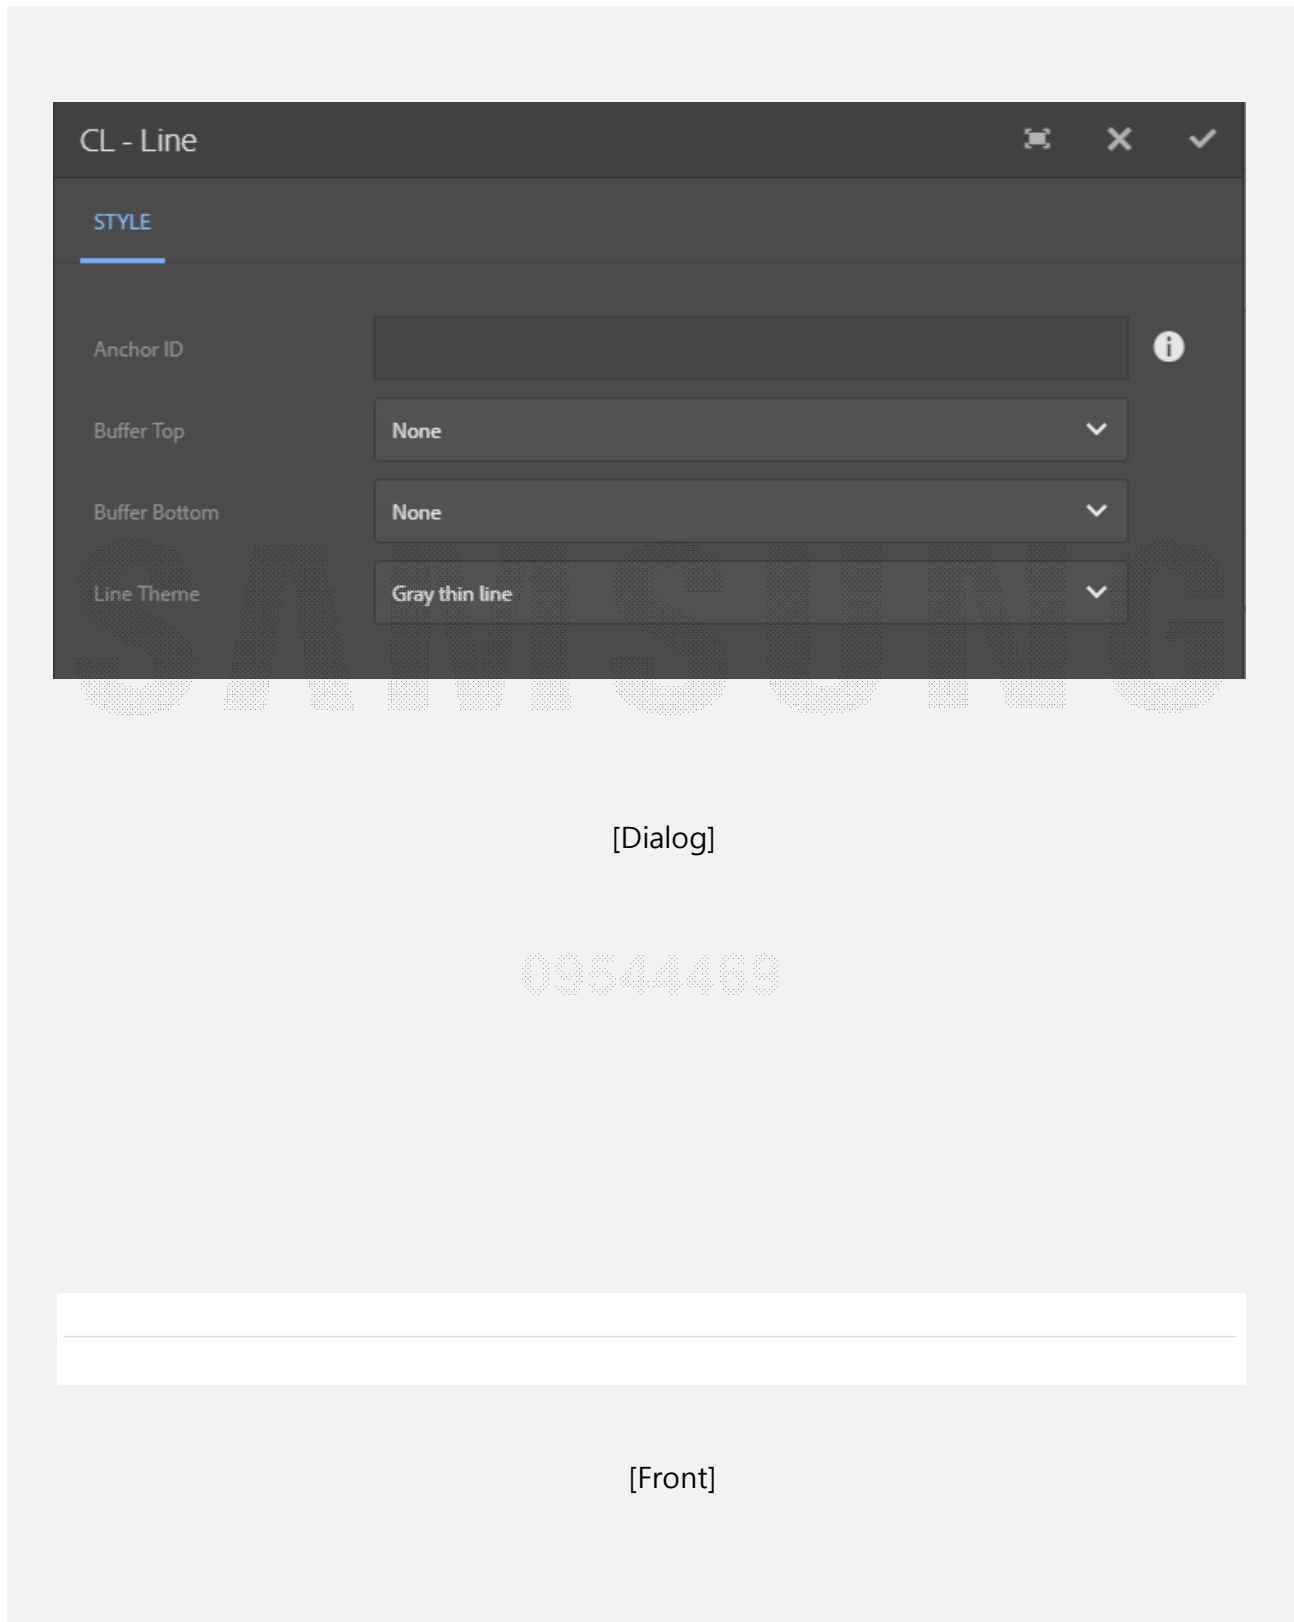 CL - Line
STYLE
Anchor ID
Buffer Top
None
Buffer Bottom
None
Line Theme
Gray thin line
SAMSUNG
[Dialog]
09544469
[Front]